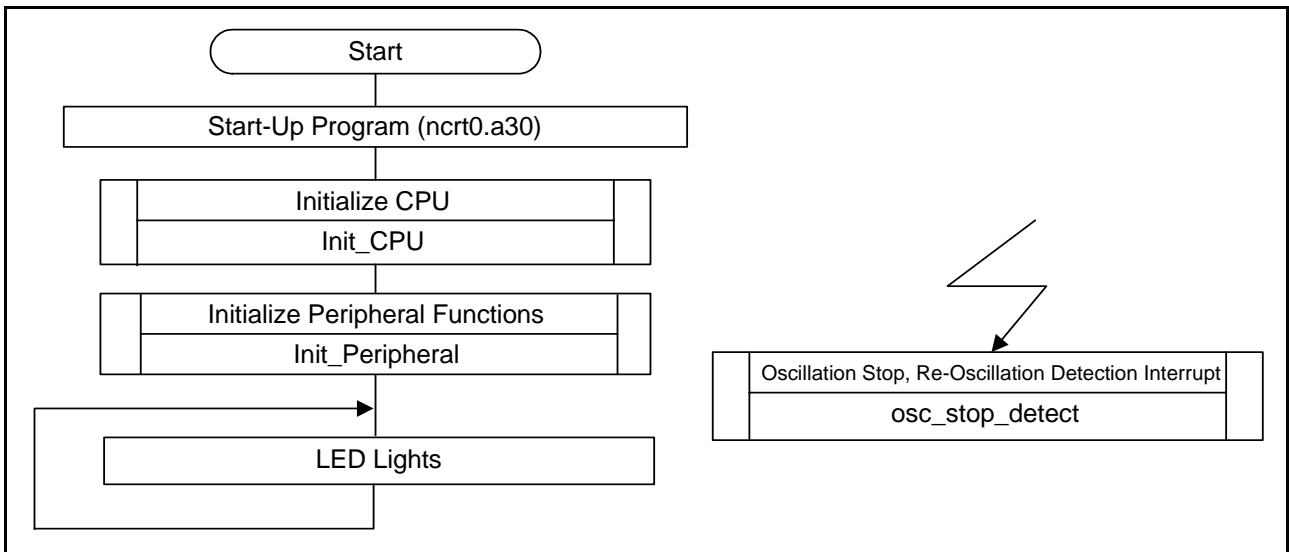 Start
Start-Up Program (ncrt0.a30)
Initialize CPU
Init_CPU
Initialize Peripheral Functions
Init_Peripheral
LED Lights
Oscillation Stop, Re-Oscillation Detection Interrupt
osc_stop_detect